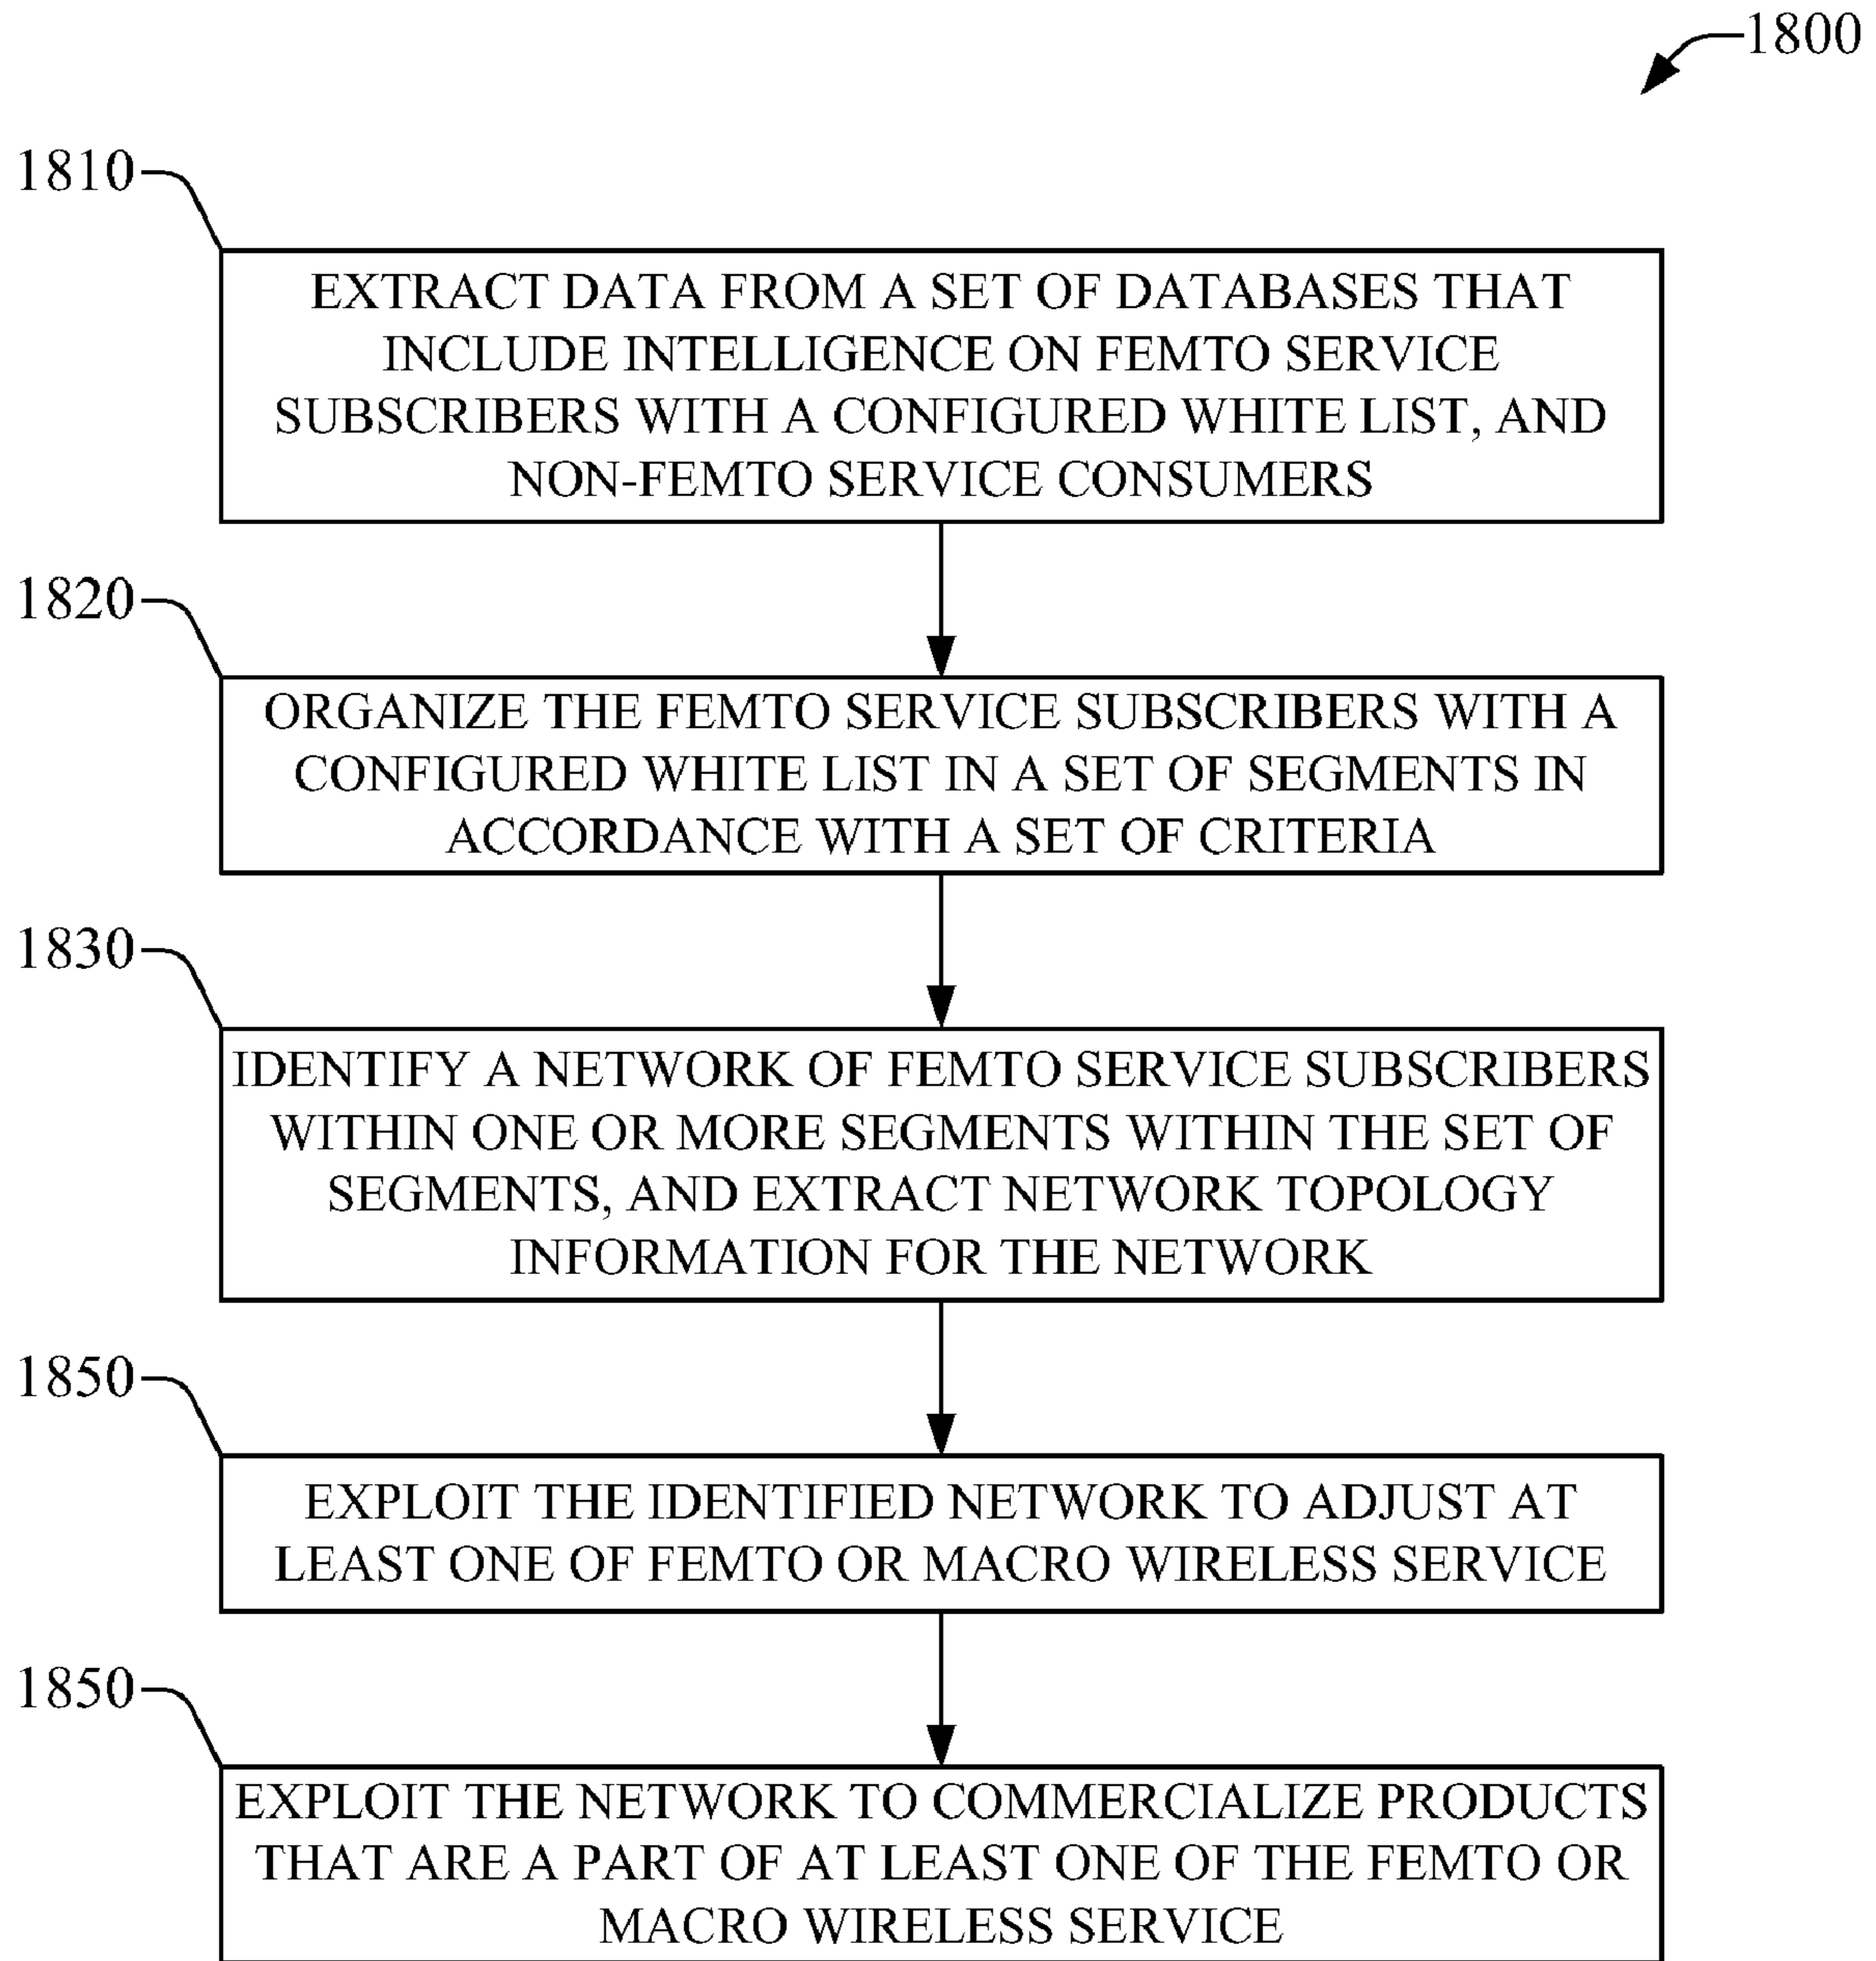 1800
1810
EXTRACT DATA FROM A SET OF DATABASES THAT
INCLUDE INTELLIGENCE ON FEMTO SERVICE
SUBSCRIBERS WITH A CONFIGURED WHITE LIST, AND
NON-FEMTO SERVICE CONSUMERS
1820
ORGANIZE THE FEMTO SERVICE SUBSCRIBERS WITH A
CONFIGURED WHITE LIST IN A SET OF SEGMENTS IN
ACCORDANCE WITH A SET OF CRITERIA
1830
IDENTIFY A NETWORK OF FEMTO SERVICE SUBSCRIBERS
WITHIN ONE OR MORE SEGMENTS WITHIN THE SET OF
SEGMENTS, AND EXTRACT NETWORK TOPOLOGY
INFORMATION FOR THE NETWORK
1850
EXPLOIT THE IDENTIFIED NETWORK TO ADJUST AT
LEAST ONE OF FEMTO OR MACRO WIRELESS SERVICE
1850
EXPLOIT THE NETWORK TO COMMERCIALIZE PRODUCTS
THAT ARE A PART OF AT LEAST ONE OF THE FEMTO OR
MACRO WIRELESS SERVICE